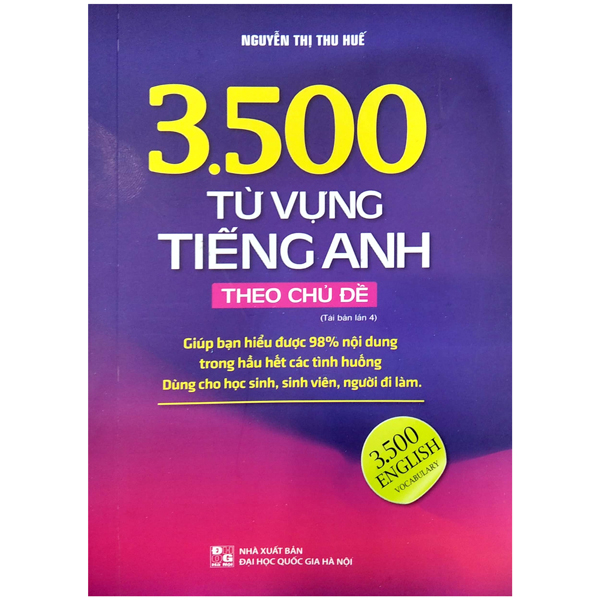 NGUYỄN THỊ THU HUẾ
3.500
TỪ VỰNG
TIẾNG ANH
THEO CHỦ ĐỀ
(Tái bản lần 4)
Giúp bạn hiểu được 98% nội dung
trong hầu hết các tình huống
Dùng cho học sinh, sinh viên, người đi làm.
3.500
ENGLISH
VOCABULARY
NHÀ XUẤT BẢN
ĐẠI HỌC QUỐC GIA HÀ NỘI